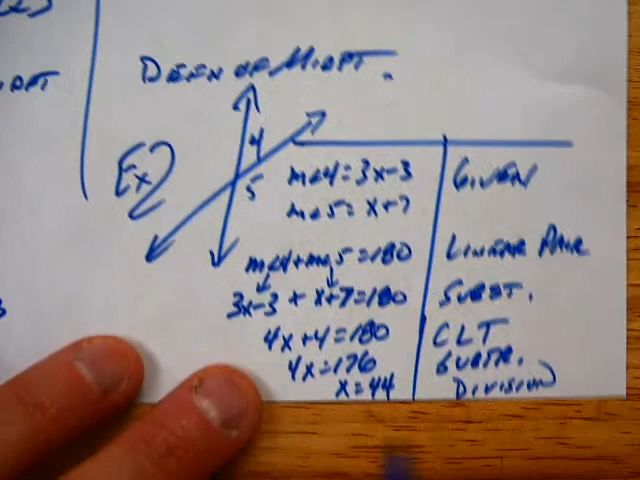 DEFN OF MIDPT.
4
Ex
5
m<4 = 3x-3 GIVEN
m<5 = x+7
m<4+m<5=180 LINEAR PAIR
3x-3 + x+7=180 SUBST.
4x+4=180 CLT
4x=176 SUBTR.
x=44 DIVISION